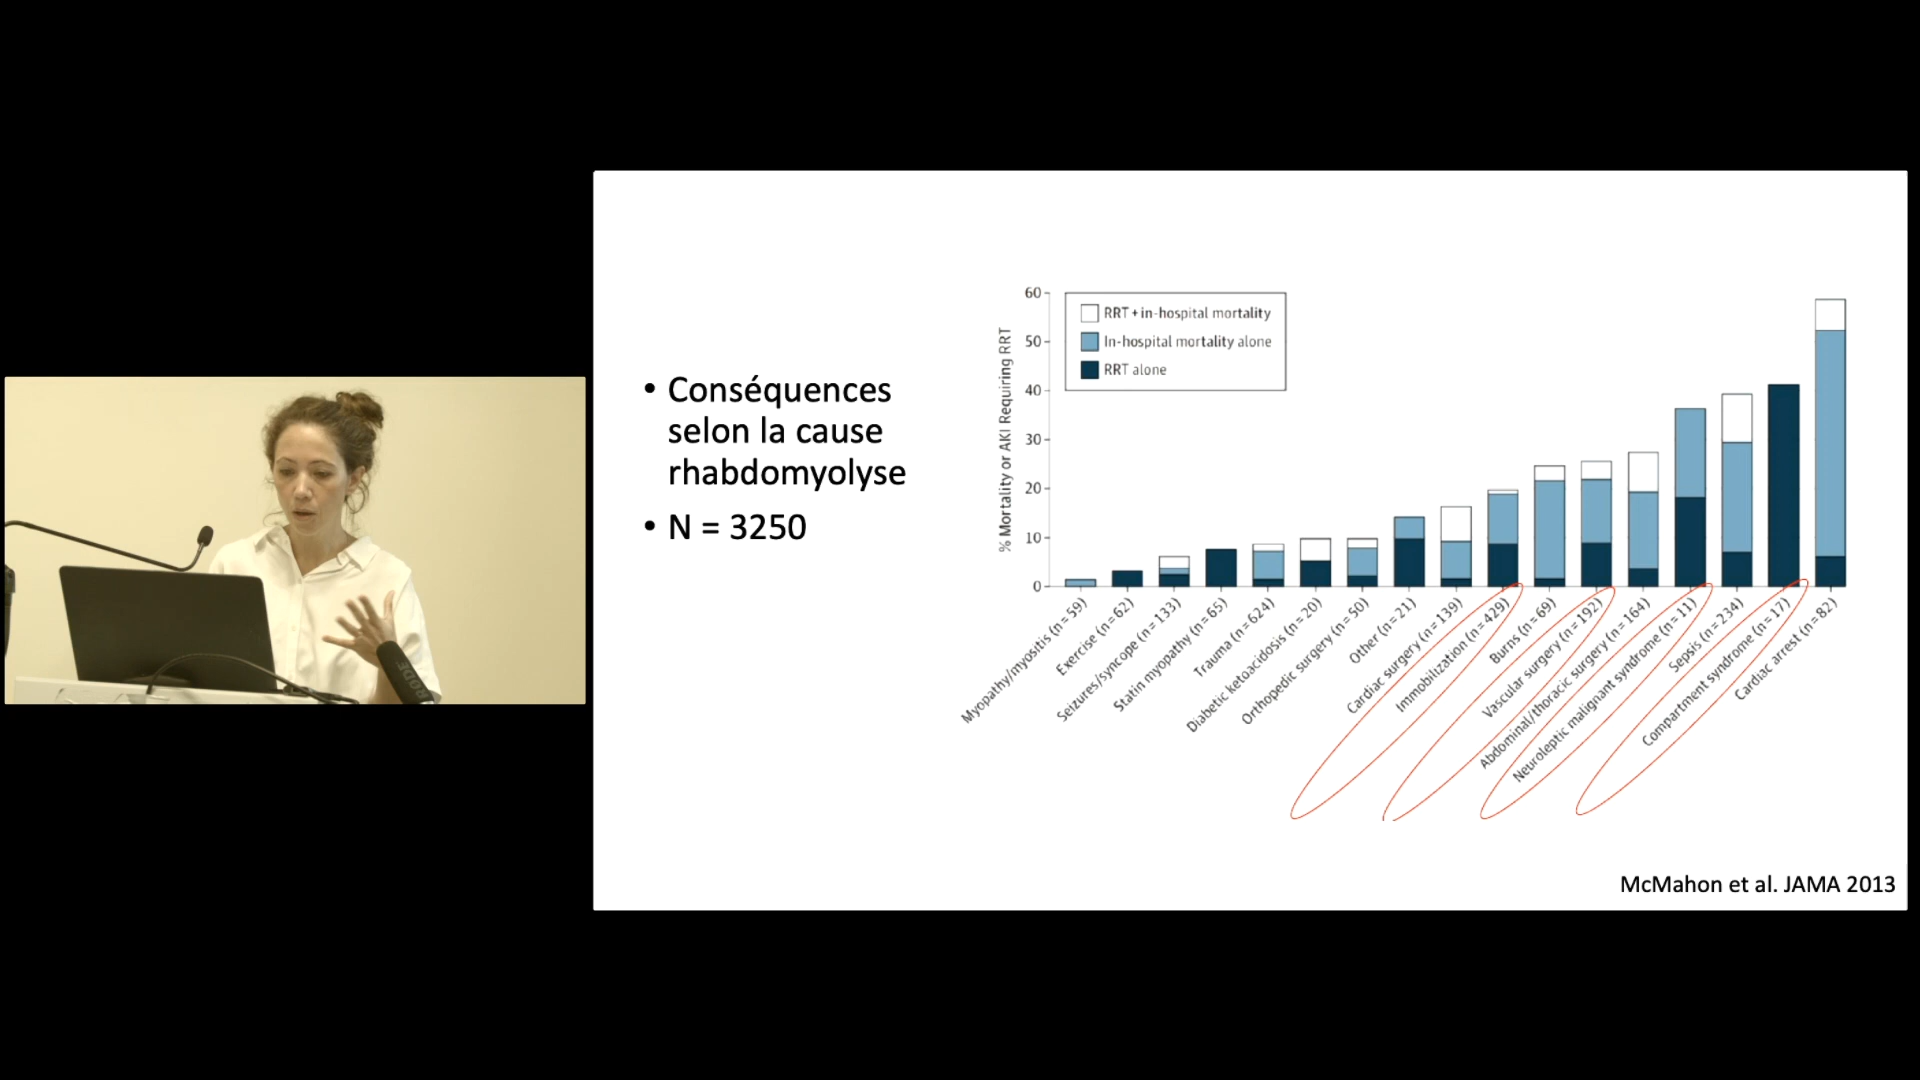 • Conséquences
selon la cause
rhabdomyolyse
• N = 3250
% Mortality or AKI Requiring RRT
60
50
40
30
20
10
0
RRT + in-hospital mortality
In-hospital mortality alone
RRT alone
Myopathy/myositis (n = 59)
Exercise (n = 62)
Seizures/syncope (n = 133)
Statin myopathy (n = 65)
Trauma (n = 624)
Diabetic ketoacidosis (n = 20)
Orthopedic surgery (n = 50)
Other (n = 21)
Cardiac surgery (n = 139)
Immobilization (n = 429)
Burns (n = 69)
Vascular surgery (n = 192)
Abdominal/thoracic surgery (n = 164)
Neuroleptic malignant syndrome (n = 11)
Sepsis (n = 234)
Compartment syndrome (n = 17)
Cardiac arrest (n = 82)
McMahon et al. JAMA 2013
RØDE